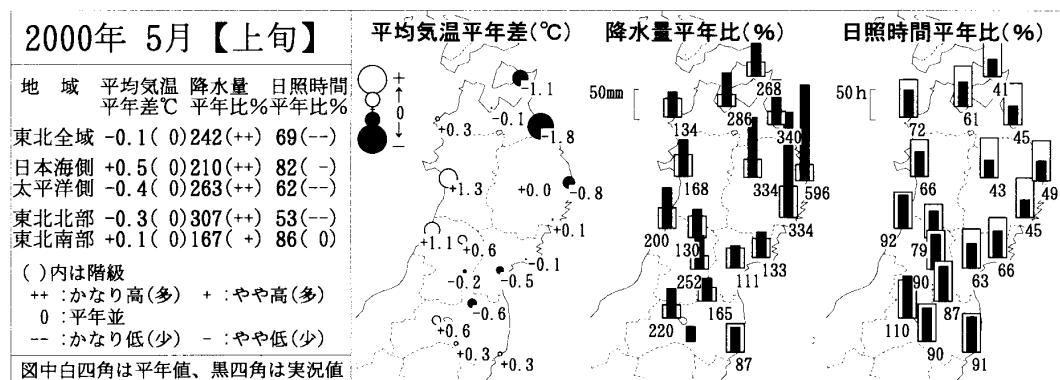 2000年 5月【上旬】
地 域 平均気温 降水量 日照時間
平年差℃ 平年比% 平年比%
東北全域 -0.1( 0) 242(++) 69(--)
日本海側 +0.5( 0) 210(++) 82( -)
太平洋側 -0.4( 0) 263(++) 62(--)
東北北部 -0.3( 0) 307(++) 53(--)
東北南部 +0.1( 0) 167( +) 86( 0)
( )内は階級
++ :かなり高(多) + :やや高(多)
0 :平年並
-- :かなり低(少) - :やや低(少)
図中白四角は平年値、黒四角は実況値
平均気温平年差(℃)
+
0
-
-1.1
-0.1
+0.3
-1.8
+1.3
+0.0
-0.8
+0.1
+1.1
+0.6
-0.1
-0.2
-0.5
-0.6
+0.6
+0.3
+0.3
降水量平年比(%)
50mm
268
134
286
340
168
334
596
334
200
130
133
252
111
165
220
87
日照時間平年比(%)
50h
41
72
61
45
66
43
49
45
92
79
66
90
63
87
110
90
91